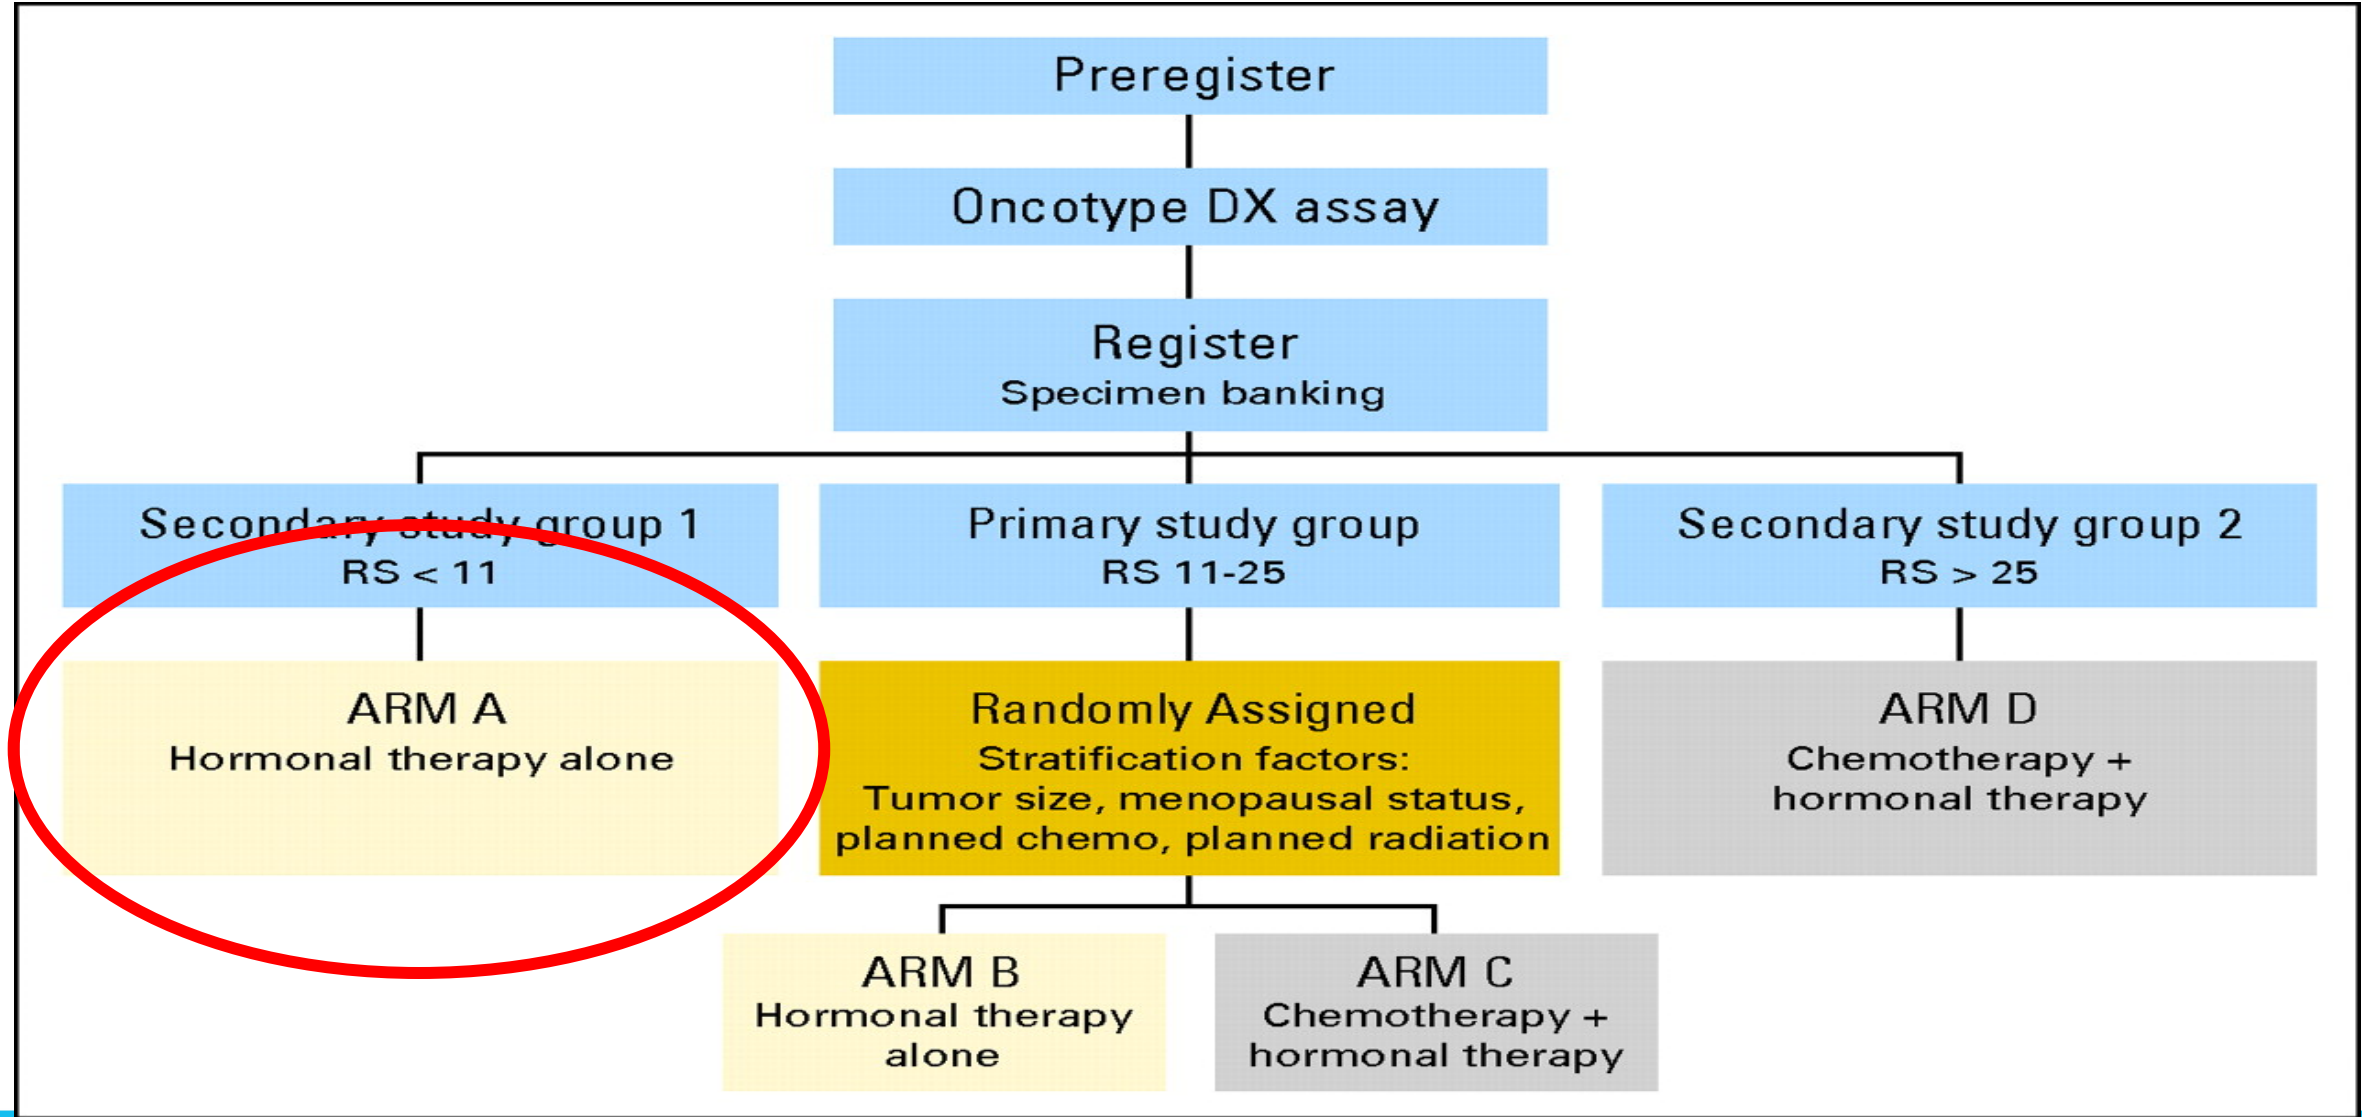 Preregister
Oncotype DX assay
Register
Specimen banking
Secondary study group 1
RS < 11
Primary study group
RS 11-25
Secondary study group 2
RS > 25
ARM A
Hormonal therapy alone
Randomly Assigned
Stratification factors:
Tumor size, menopausal status,
planned chemo, planned radiation
ARM D
Chemotherapy +
hormonal therapy
ARM B
Hormonal therapy
alone
ARM C
Chemotherapy +
hormonal therapy